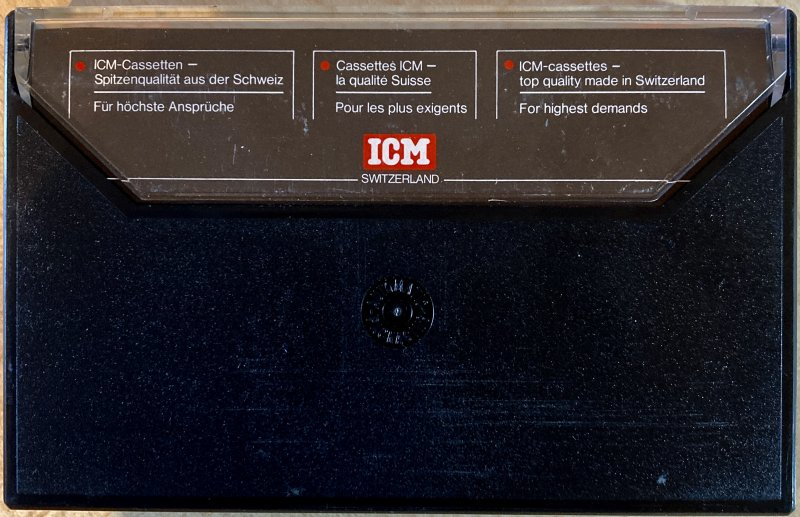 ICM-Cassetten –
Spitzenqualität aus der Schweiz
Für höchste Ansprüche
Cassettes ICM –
la qualité Suisse
Pour les plus exigents
ICM-cassettes –
top quality made in Switzerland
For highest demands
ICM
SWITZERLAND